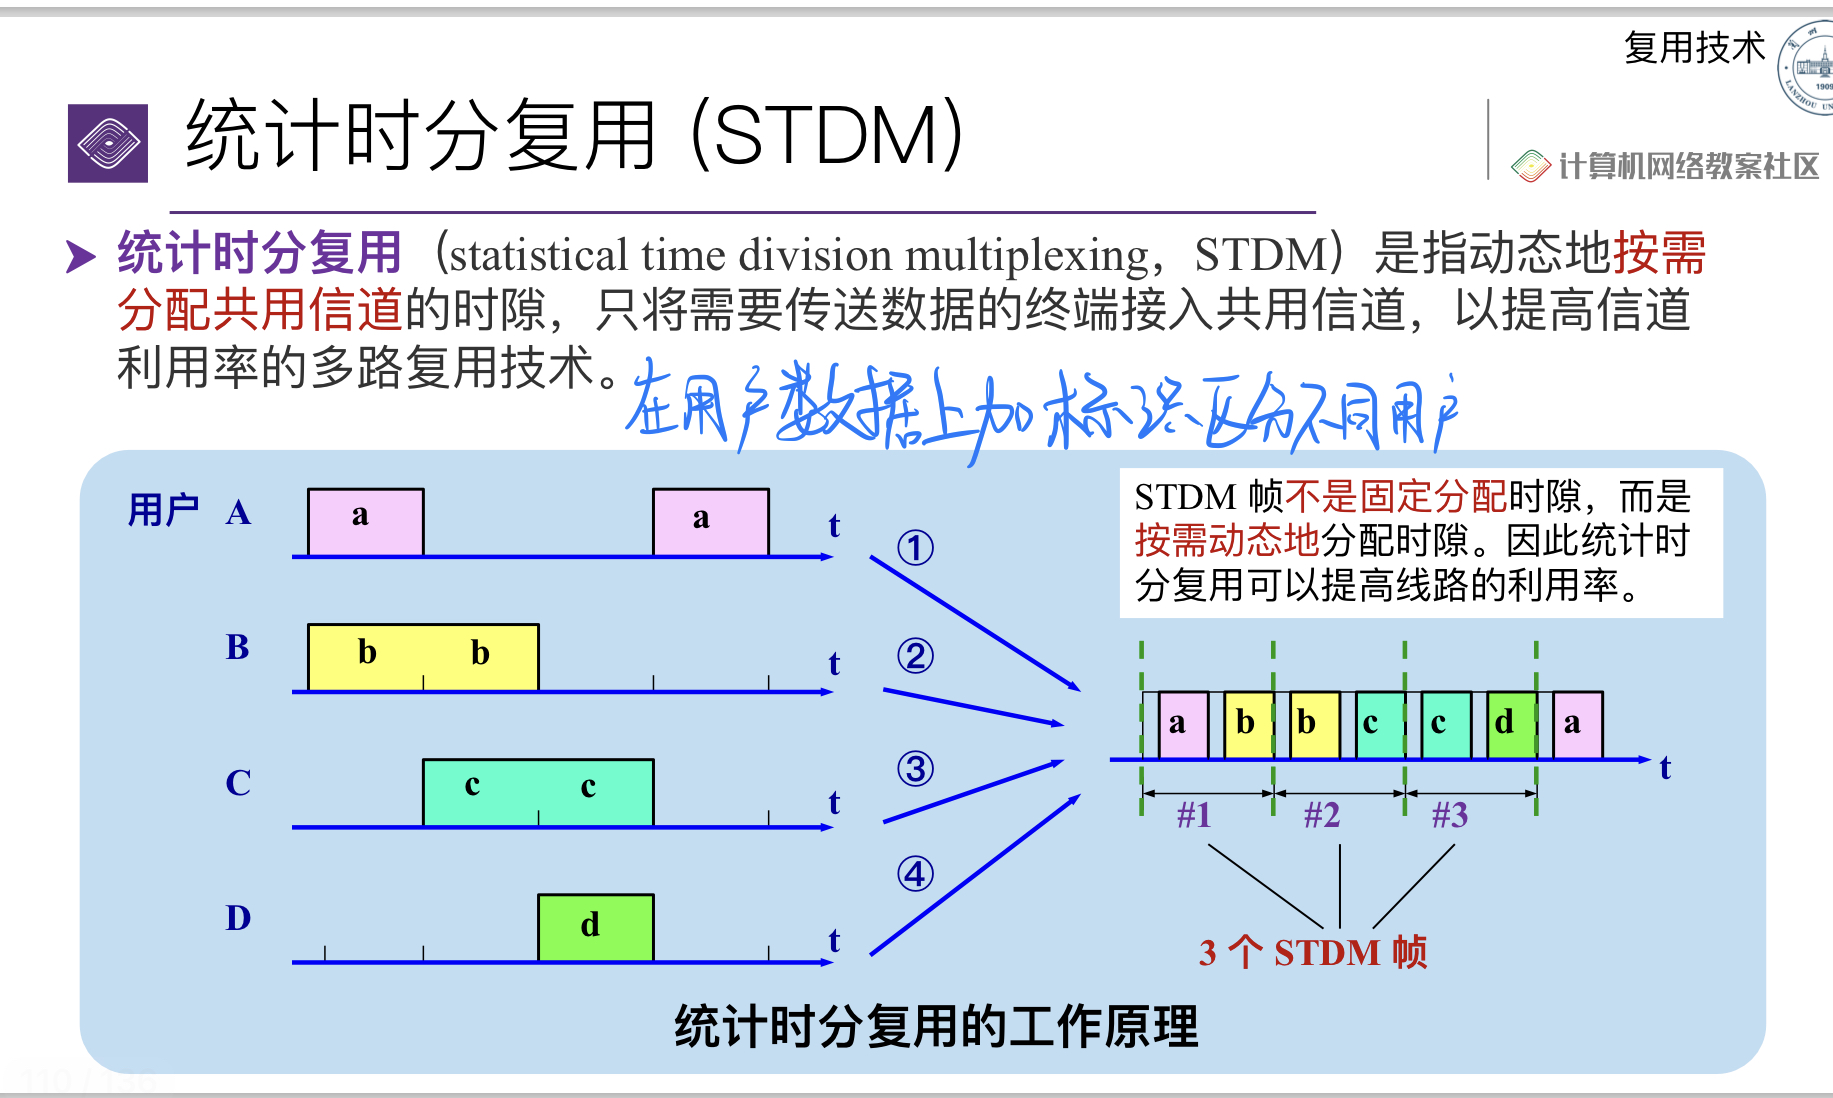 复用技术
1909
LANZHOU UN
统计时分复用 (STDM)
计算机网络教案社区
➤ 统计时分复用（statistical time division multiplexing，STDM）是指动态地按需
分配共用信道的时隙，只将需要传送数据的终端接入共用信道，以提高信道
利用率的多路复用技术。
在用户数据上加标识区分不同用户
用户 A a a t
B b b t
C c c t
D d t
①
②
③
④
STDM 帧不是固定分配时隙，而是
按需动态地分配时隙。因此统计时
分复用可以提高线路的利用率。
a b b c c d a t
#1 #2 #3
3 个 STDM 帧
统计时分复用的工作原理